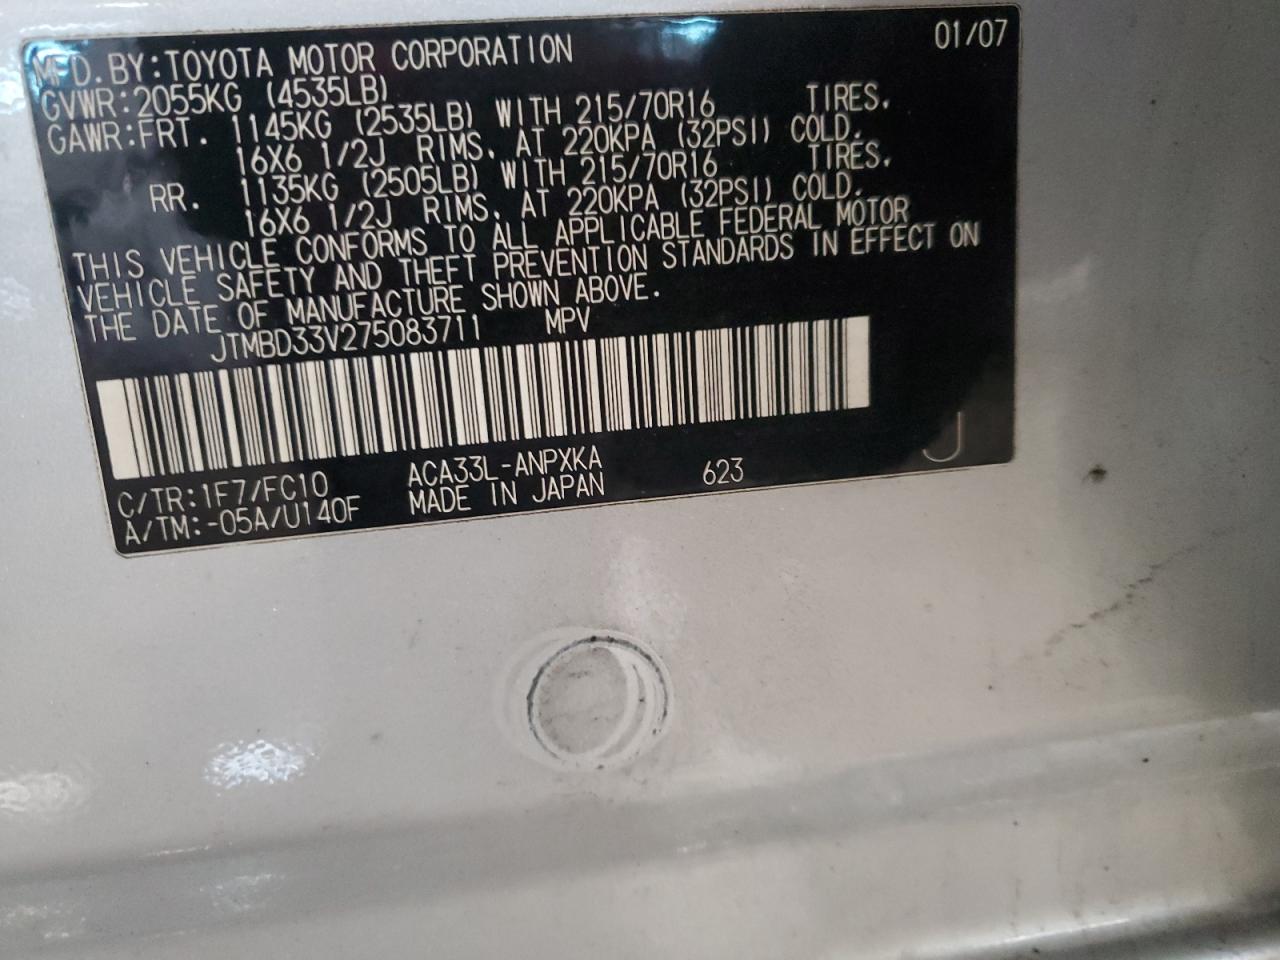 MFD. BY: TOYOTA MOTOR CORPORATION 01/07
GVWR: 2055KG (4535LB)
GAWR: FRT. 1145KG (2535LB) WITH 215/70R16 TIRES.
16X6 1/2J RIMS. AT 220KPA (32PSI) COLD.
RR. 1135KG (2505LB) WITH 215/70R16 TIRES.
16X6 1/2J RIMS. AT 220KPA (32PSI) COLD.
THIS VEHICLE CONFORMS TO ALL APPLICABLE FEDERAL MOTOR
VEHICLE SAFETY AND THEFT PREVENTION STANDARDS IN EFFECT ON
THE DATE OF MANUFACTURE SHOWN ABOVE.
JTMBD33V275083711 MPV
C/TR: 1F7/FC10 ACA33L-ANPXKA 623 J
A/TM: -05A/U140F MADE IN JAPAN